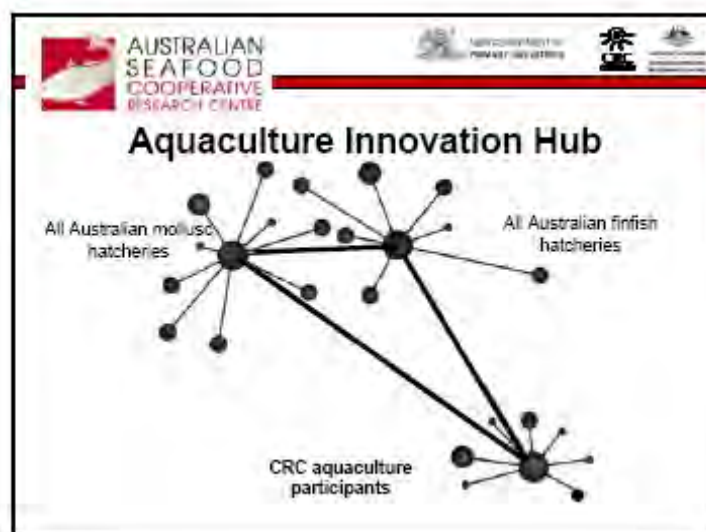 AUSTRALIAN
SEAFOOD
COOPERATIVE
RESEARCH CENTRE
CRC
Aquaculture Innovation Hub
All Australian mollusc
hatcheries
All Australian finfish
hatcheries
CRC aquaculture
participants